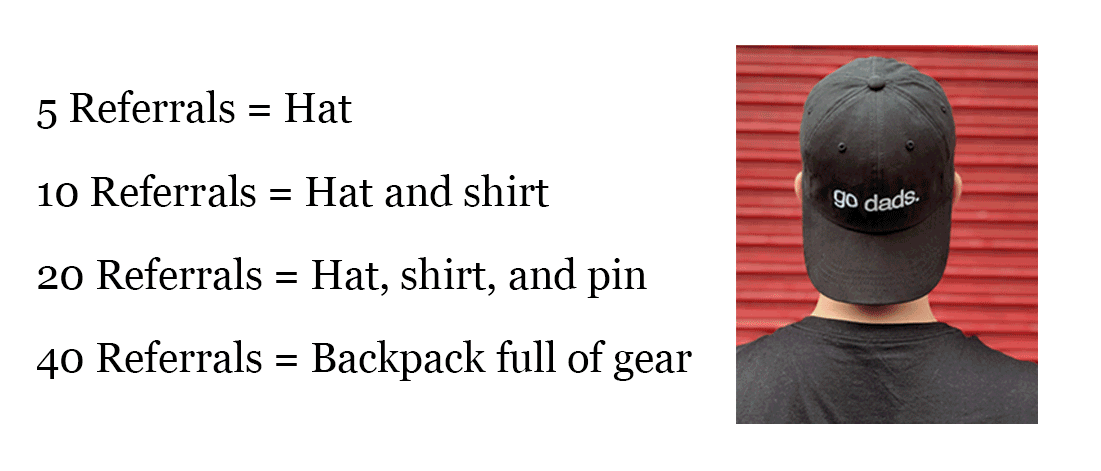 5 Referrals = Hat
10 Referrals = Hat and shirt
20 Referrals = Hat, shirt, and pin
40 Referrals = Backpack full of gear
go dads.